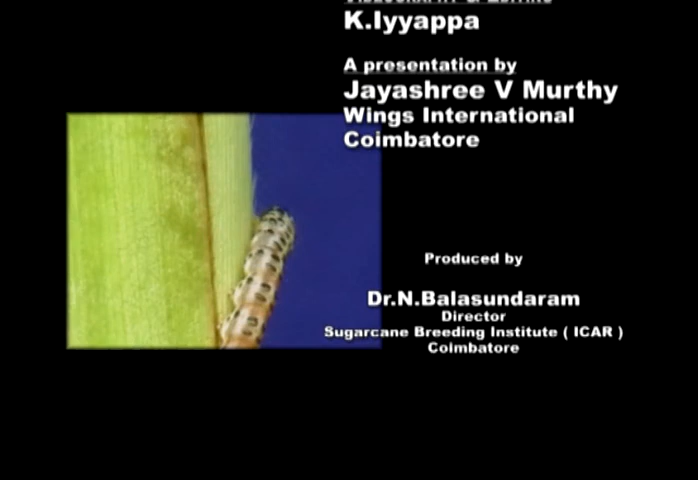 K.Iyyappa
A presentation by
Jayashree V Murthy
Wings International
Coimbatore
Produced by
Dr.N.Balasundaram
Director
Sugarcane Breeding Institute ( ICAR )
Coimbatore